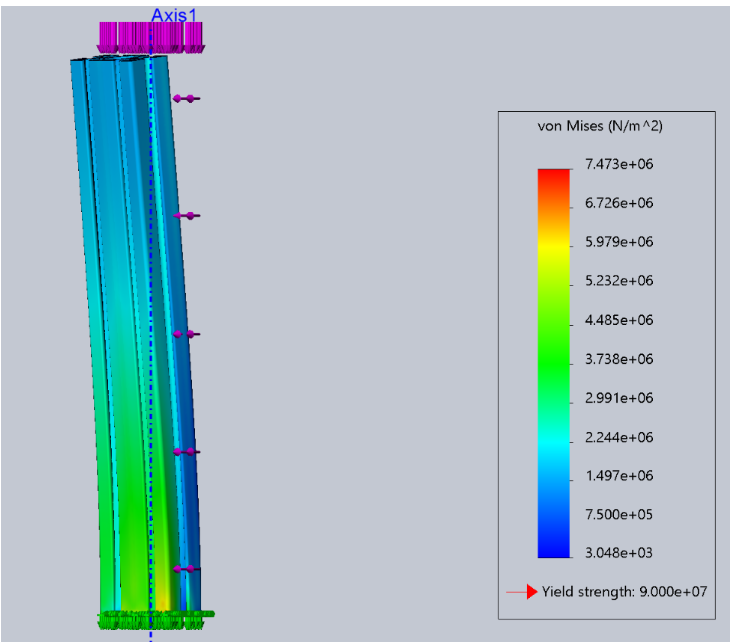 Axis1
von Mises (N/m^2)
7.473e+06
6.726e+06
5.979e+06
5.232e+06
4.485e+06
3.738e+06
2.991e+06
2.244e+06
1.497e+06
7.500e+05
3.048e+03
Yield strength: 9.000e+07